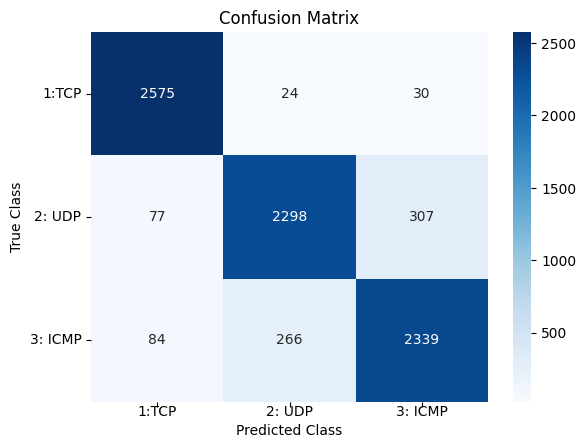 Confusion Matrix
1:TCP
2575
24
30
2: UDP
77
2298
307
3: ICMP
84
266
2339
1:TCP
2: UDP
3: ICMP
Predicted Class
True Class
2500
2000
1500
1000
500